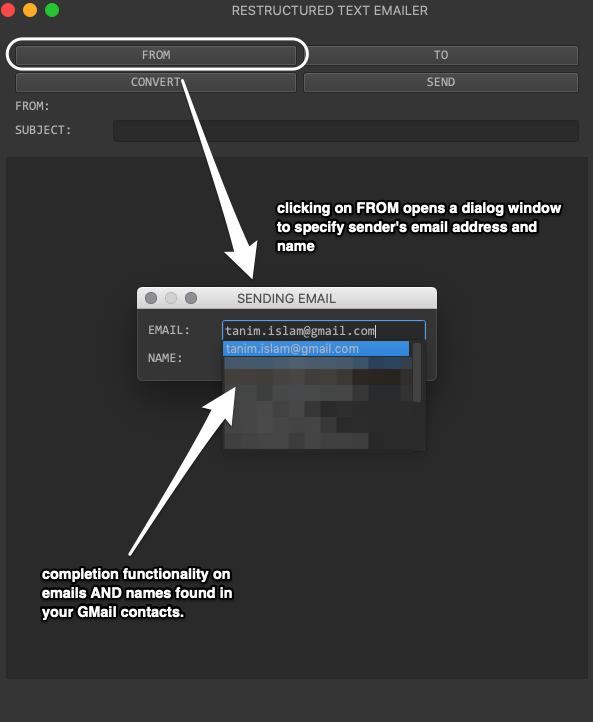 RESTRUCTURED TEXT EMAILER
FROM
TO
CONVERT
SEND
FROM:
SUBJECT:
clicking on FROM opens a dialog window
to specify sender's email address and
name
SENDING EMAIL
EMAIL:
tanim.islam@gmail.com
tanim.islam@gmail.com
NAME:
completion functionality on
emails AND names found in
your GMail contacts.